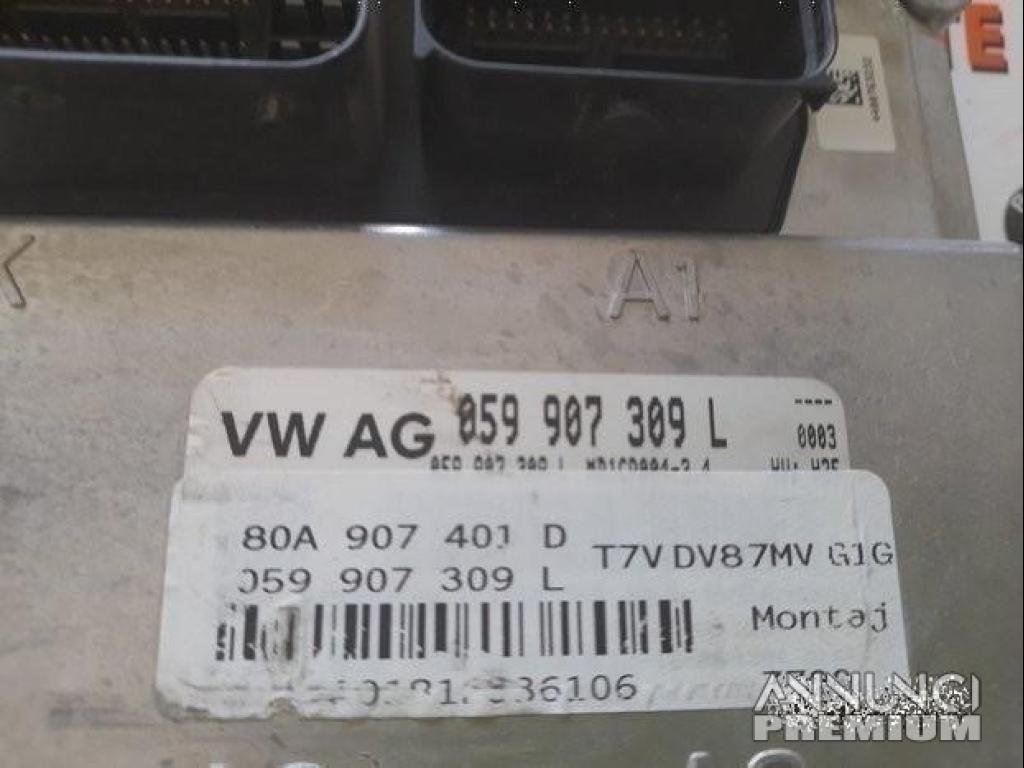 A1
VW AG 059 907 309 L
----
0003
80A 907 401 D
T7V DV87MV G1G
059 907 309 L
Montaj
36106
ANNUNCI
PREMIUM